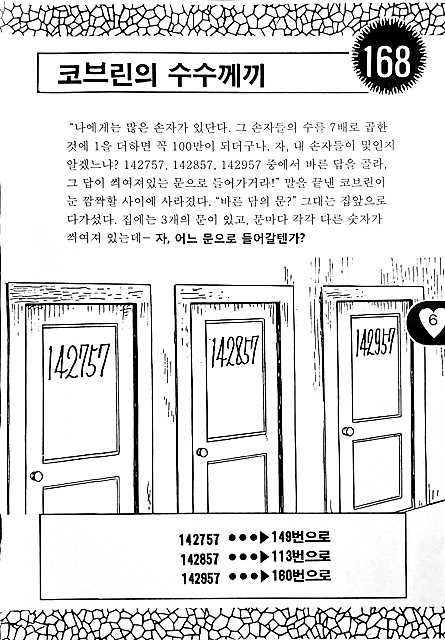 168
코브린의 수수께끼
"나에게는 많은 손자가 있단다. 그 손자들의 수를 7배로 곱한
것에 1을 더하면 꼭 100만이 되더구나. 자, 내 손자들이 몇인지
알겠느냐? 142757, 142857, 142957 중에서 바른 답을 골라,
그 답이 씌여져있는 문으로 들어가거라!" 말을 끝낸 코브린이
눈 깜짝할 사이에 사라졌다. "바른 답의 문?" 그대는 집앞으로
다가섰다. 집에는 3개의 문이 있고, 문마다 각각 다른 숫자가
씌여져 있는데— 자, 어느 문으로 들어갈텐가?
6
142757
142857
142957
142757 ●●●▶149번으로
142857 ●●●▶113번으로
142957 ●●●▶160번으로